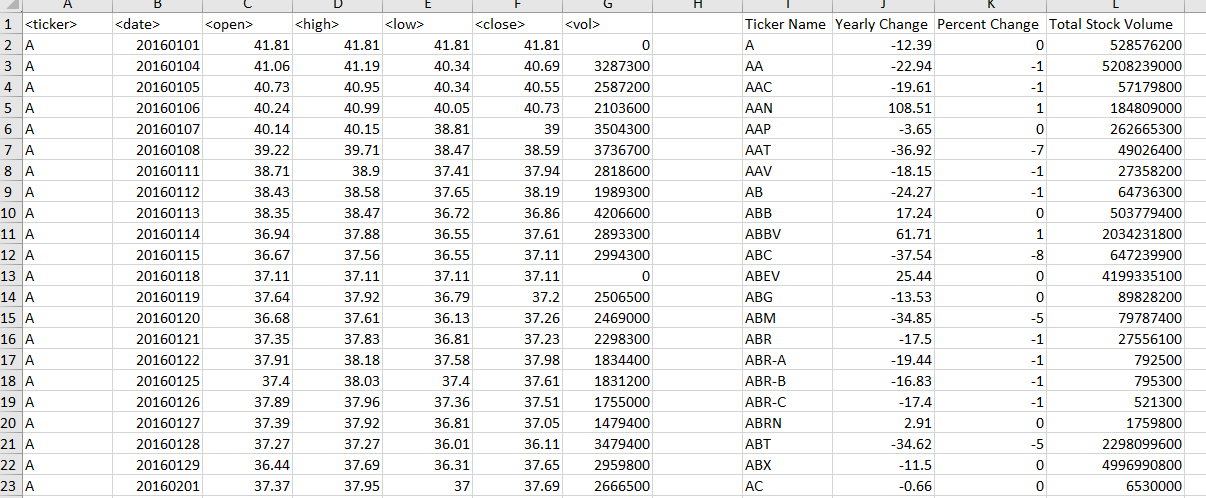 A B C D E F G H I J K L
1 <ticker> <date> <open> <high> <low> <close> <vol> Ticker Name Yearly Change Percent Change Total Stock Volume
2 A 20160101 41.81 41.81 41.81 41.81 0 A -12.39 0 528576200
3 A 20160104 41.06 41.19 40.34 40.69 3287300 AA -22.94 -1 5208239000
4 A 20160105 40.73 40.95 40.34 40.55 2587200 AAC -19.61 -1 57179800
5 A 20160106 40.24 40.99 40.05 40.73 2103600 AAN 108.51 1 184809000
6 A 20160107 40.14 40.15 38.81 39 3504300 AAP -3.65 0 262665300
7 A 20160108 39.22 39.71 38.47 38.59 3736700 AAT -36.92 -7 49026400
8 A 20160111 38.71 38.9 37.41 37.94 2818600 AAV -18.15 -1 27358200
9 A 20160112 38.43 38.58 37.65 38.19 1989300 AB -24.27 -1 64736300
10 A 20160113 38.35 38.47 36.72 36.86 4206600 ABB 17.24 0 503779400
11 A 20160114 36.94 37.88 36.55 37.61 2893300 ABBV 61.71 1 2034231800
12 A 20160115 36.67 37.56 36.55 37.11 2994300 ABC -37.54 -8 647239900
13 A 20160118 37.11 37.11 37.11 37.11 0 ABEV 25.44 0 4199335100
14 A 20160119 37.64 37.92 36.79 37.2 2506500 ABG -13.53 0 89828200
15 A 20160120 36.68 37.61 36.13 37.26 2469000 ABM -34.85 -5 79787400
16 A 20160121 37.35 37.83 36.81 37.23 2298300 ABR -17.5 -1 27556100
17 A 20160122 37.91 38.18 37.58 37.98 1834400 ABR-A -19.44 -1 792500
18 A 20160125 37.4 38.03 37.4 37.61 1831200 ABR-B -16.83 -1 795300
19 A 20160126 37.89 37.96 37.36 37.51 1755000 ABR-C -17.4 -1 521300
20 A 20160127 37.39 37.92 36.81 37.05 1479400 ABRN 2.91 0 1759800
21 A 20160128 37.27 37.27 36.01 36.11 3479400 ABT -34.62 -5 2298099600
22 A 20160129 36.44 37.69 36.31 37.65 2959800 ABX -11.5 0 4996990800
23 A 20160201 37.37 37.95 37 37.69 2666500 AC -0.66 0 6530000